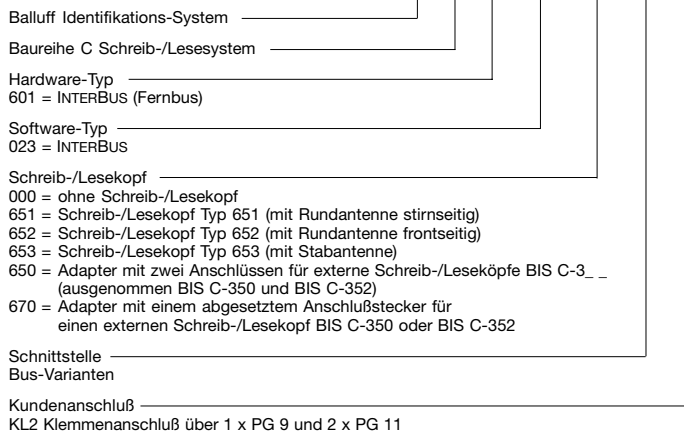 Balluff Identifikations-System
Baureihe C Schreib-/Lesesystem
Hardware-Typ
601 = INTERBUS (Fernbus)
Software-Typ
023 = INTERBUS
Schreib-/Lesekopf
000 = ohne Schreib-/Lesekopf
651 = Schreib-/Lesekopf Typ 651 (mit Rundantenne stirnseitig)
652 = Schreib-/Lesekopf Typ 652 (mit Rundantenne frontseitig)
653 = Schreib-/Lesekopf Typ 653 (mit Stabantenne)
650 = Adapter mit zwei Anschlüssen für externe Schreib-/Leseköpfe BIS C-3_ _
(ausgenommen BIS C-350 und BIS C-352)
670 = Adapter mit einem abgesetztem Anschlußstecker für
einen externen Schreib-/Lesekopf BIS C-350 oder BIS C-352
Schnittstelle
Bus-Varianten
Kundenanschluß
KL2 Klemmenanschluß über 1 x PG 9 und 2 x PG 11